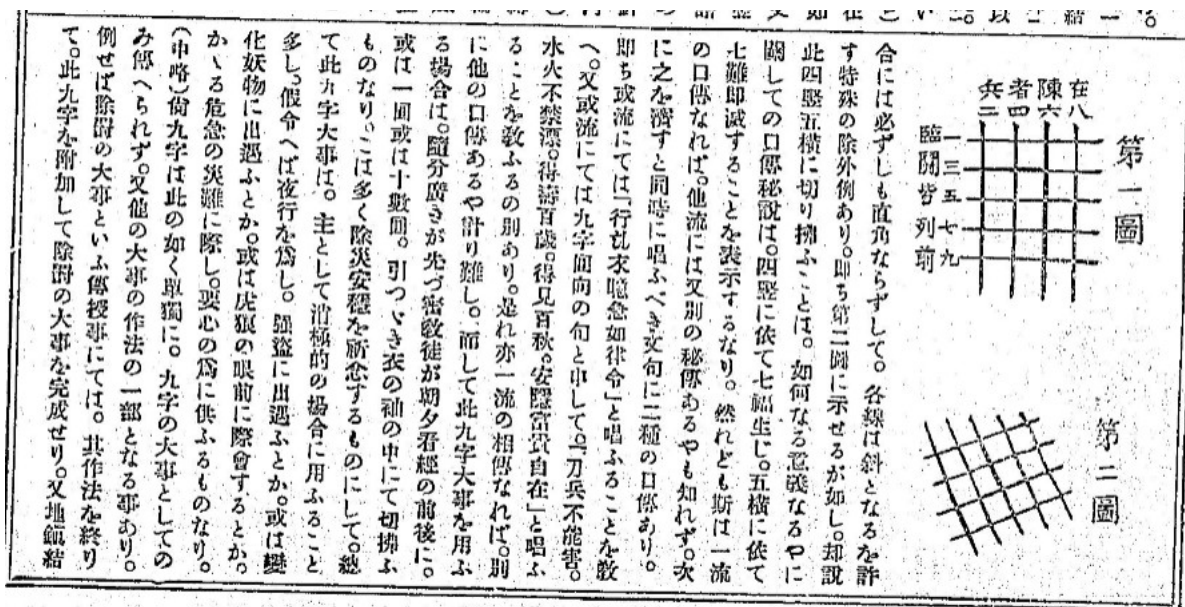 第一圖
在八
陳六
者四
兵二
一三五七九
臨鬪皆列前
第二圖
合には必ずしも直角ならずして。各線は斜となるを許
す特殊の除外例あり。即ち第二圖に示せるが如し。却説
此四竪五横に切り拂ふことは。如何なる意義なるやに
關しての口傳秘説は。四竪に依て七福生し。五横に依て
七難即滅することを表示するなり。然れども斯は一流
の口傳なれば。他流には又別の秘傳あるやも知れず。次
に之を濟すと同時に唱ふべき文句に二種の口傳あり。
即ち或流にては「行乞求噫急如律令」と唱ふることを敎
へ。又或流にては九字回向の句と申して。「刀兵不能害。
水火不禁漂。得壽百歳。得見百秋。安隱富貴自在」と唱ふ
ることを敎ふるの別あり。是れ亦一流の相傳なれば。別
に他の口傳あるや計り難し。而して此九字大事を用ふ
る塲合は。隨分廣きが先づ密敎徒が朝夕看經の前後に。
或は一回或は十數回。引つゞき衣の袖の中にて切拂ふ
ものなり。こは多く除災安穩を祈念するものにして。總
て此九字大事は。主として消極的の塲合に用ふること
多し。假令へば夜行を爲し。强盜に出遇ふとか。或は變
化妖物に出遇ふとか。或は虎狼の眼前に際會するとか。
かゝる危急の災難に際し。要心の爲に供ふるものなり。
(中略)尙九字は此の如く單獨に。九字の大事としての
み傳へられず。又他の大事の作法の一部となる事あり。
例せば除の大事といふ傳授事にては。其作法を終り
て。此九字を附加して除の大事を完成せり。又地鎭結